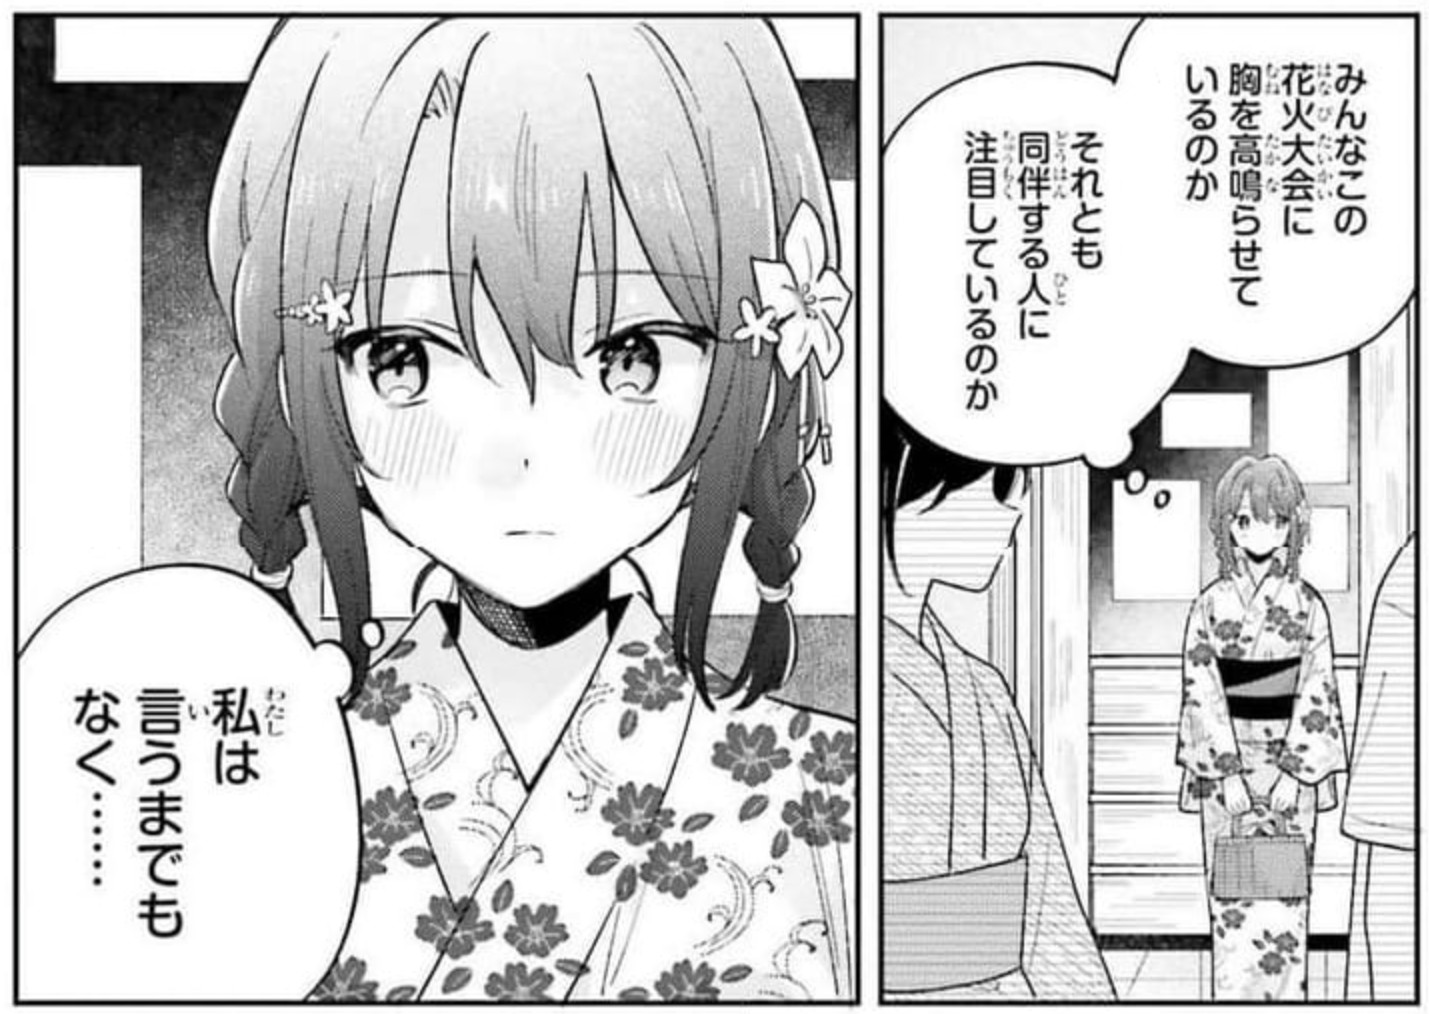 みんなこの
花火大会に
胸を高鳴らせて
いるのか
それとも
同伴する人に
注目しているのか
私は
言うまでも
なく……